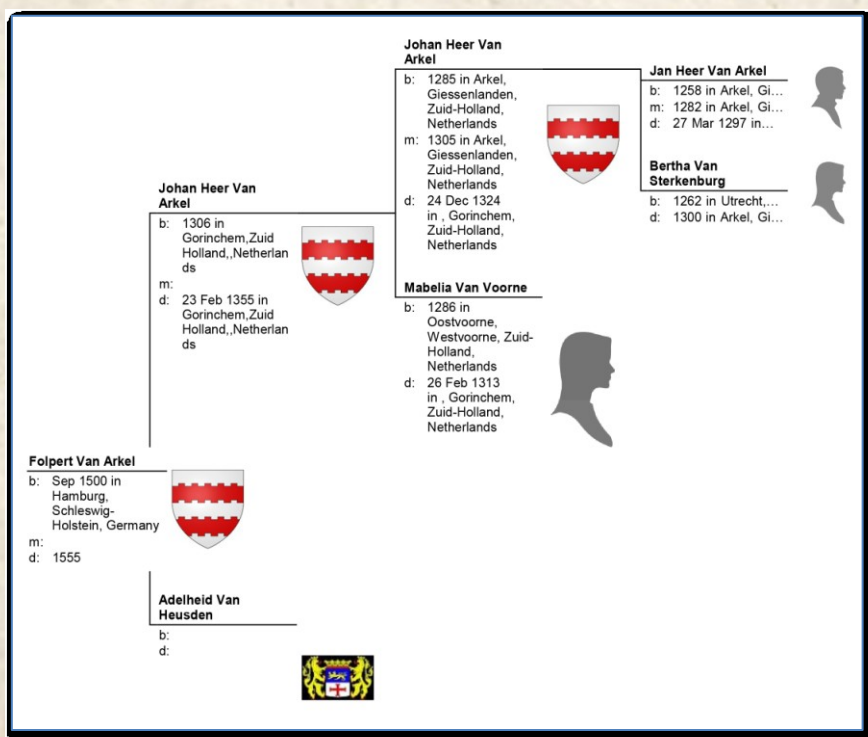 Johan Heer Van
Arkel
b: 1285 in Arkel,
Giessenlanden,
Zuid-Holland,
Netherlands
m: 1305 in Arkel,
Giessenlanden,
Zuid-Holland,
Netherlands
d: 24 Dec 1324
in , Gorinchem,
Zuid-Holland,
Netherlands
Jan Heer Van Arkel
b: 1258 in Arkel, Gi...
m: 1282 in Arkel, Gi...
d: 27 Mar 1297 in...
Bertha Van
Sterkenburg
b: 1262 in Utrecht,...
d: 1300 in Arkel, Gi...
Johan Heer Van
Arkel
b: 1306 in
Gorinchem,Zuid
Holland,,Netherlan
ds
m:
d: 23 Feb 1355 in
Gorinchem,Zuid
Holland,,Netherlan
ds
Mabelia Van Voorne
b: 1286 in
Oostvoorne,
Westvoorne, Zuid-
Holland,
Netherlands
d: 26 Feb 1313
in , Gorinchem,
Zuid-Holland,
Netherlands
Folpert Van Arkel
b: Sep 1500 in
Hamburg,
Schleswig-
Holstein, Germany
m:
d: 1555
Adelheid Van
Heusden
b:
d: